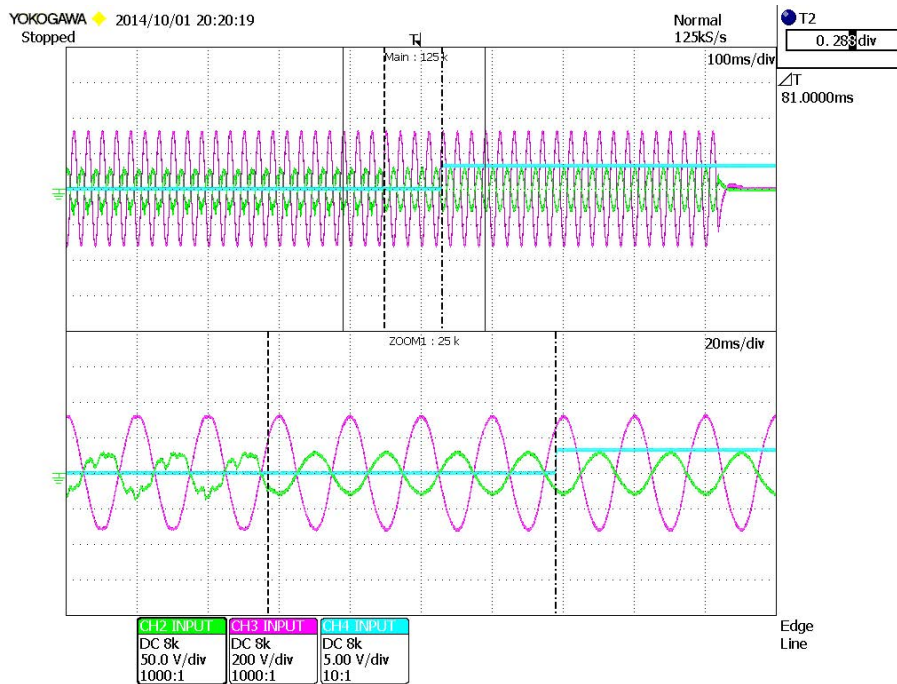 YOKOGAWA 2014/10/01 20:20:19
Stopped
Normal
125kS/s
T2
0.288div
ΔT
81.0000ms
T
Main : 125 k
100ms/div
ZOOM1 : 25 k
20ms/div
CH2 INPUT
DC 8k
50.0 V/div
1000:1
CH3 INPUT
DC 8k
200 V/div
1000:1
CH4 INPUT
DC 8k
5.00 V/div
10:1
Edge
Line